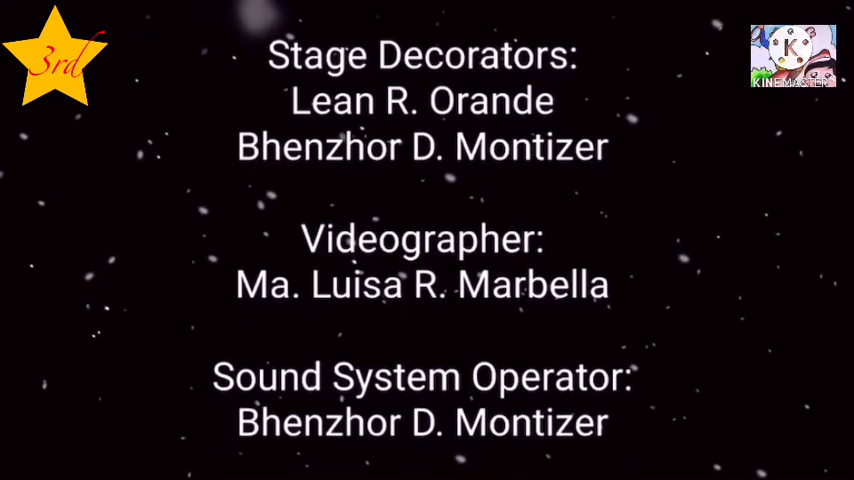 3rd
K
KINEMASTER
Stage Decorators:
Lean R. Orande
Bhenzhor D. Montizer
Videographer:
Ma. Luisa R. Marbella
Sound System Operator:
Bhenzhor D. Montizer